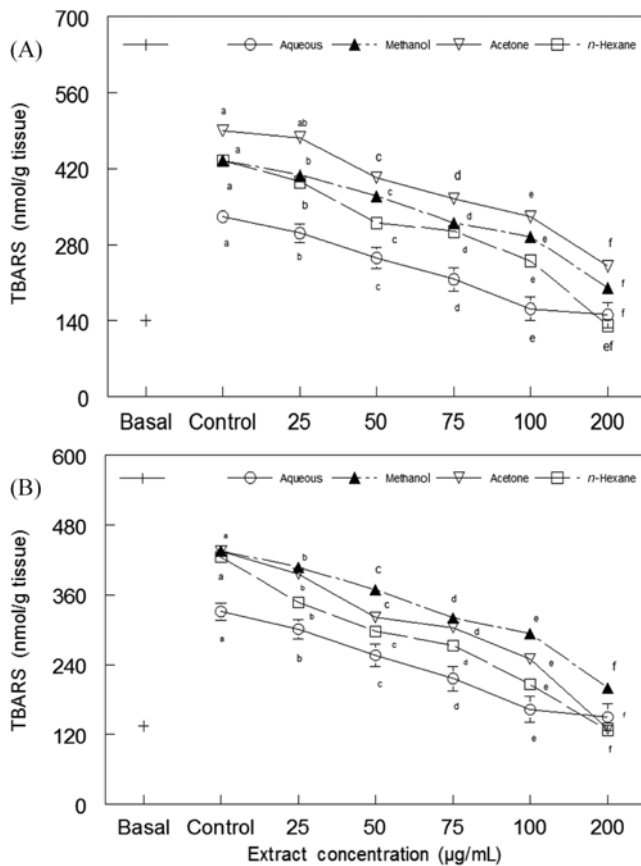 (A)
700
560
420
280
140
0
TBARS (nmol/g tissue)
Aqueous Methanol Acetone n-Hexane
a ab
a b c d
a b c e
c d e f
a b d f
c e
d
e ef
Basal Control 25 50 75 100 200
(B)
600
480
360
240
120
0
TBARS (nmol/g tissue)
Aqueous Methanol Acetone n-Hexane
a b c
a b c d e
b c d e f
a b d e f
c d
e f
Basal Control 25 50 75 100 200
Extract concentration (µg/mL)